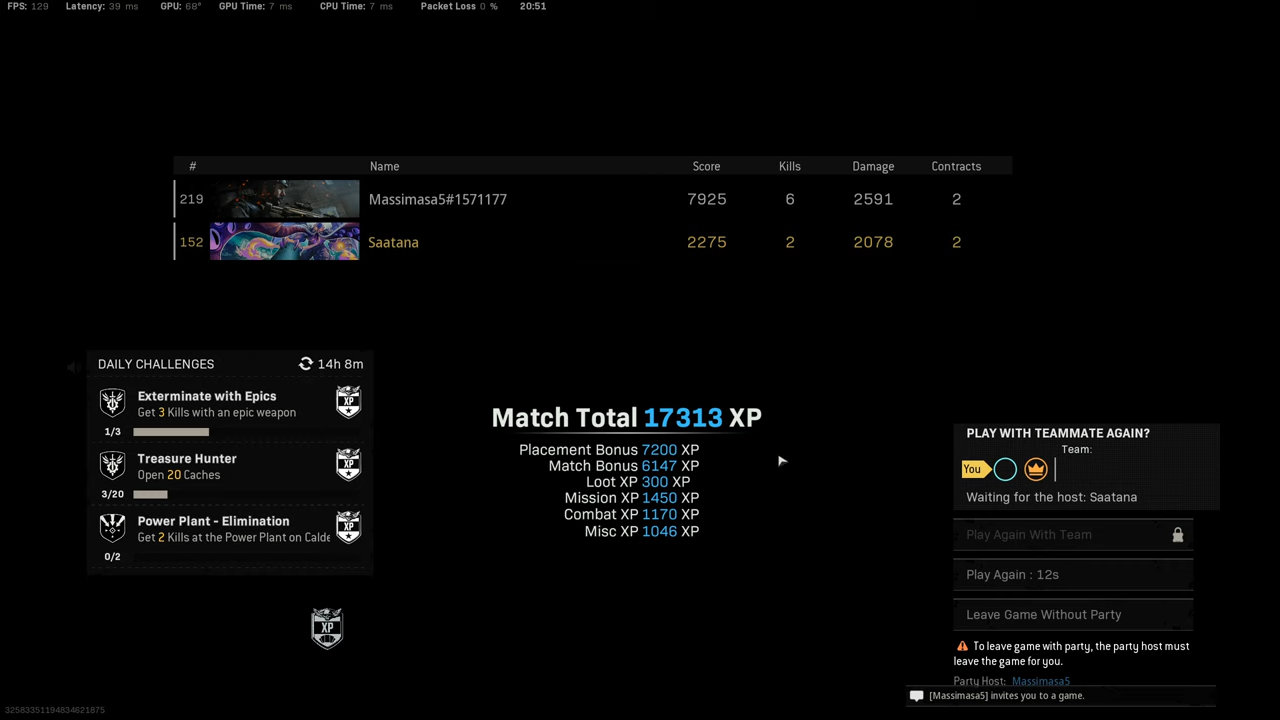 FPS: 129 Latency: 39 ms GPU: 68° GPU Time: 7 ms CPU Time: 7 ms Packet Loss 0 % 20:51
# Name Score Kills Damage Contracts
219 Massimasa5#1571177 7925 6 2591 2
152 Saatana 2275 2 2078 2
DAILY CHALLENGES 14h 8m
Exterminate with Epics
Get 3 Kills with an epic weapon
XP
1/3
Treasure Hunter
Open 20 Caches
XP
3/20
Power Plant - Elimination
Get 2 Kills at the Power Plant on Calde
XP
0/2
XP
Match Total 17313 XP
Placement Bonus 7200 XP
Match Bonus 6147 XP
Loot XP 300 XP
Mission XP 1450 XP
Combat XP 1170 XP
Misc XP 1046 XP
PLAY WITH TEAMMATE AGAIN?
Team:
You
Waiting for the host: Saatana
Play Again With Team
Play Again : 12s
Leave Game Without Party
To leave game with party, the party host must
leave the game for you.
Party Host: Massimasa5
[Massimasa5] invites you to a game.
32583351194834621875